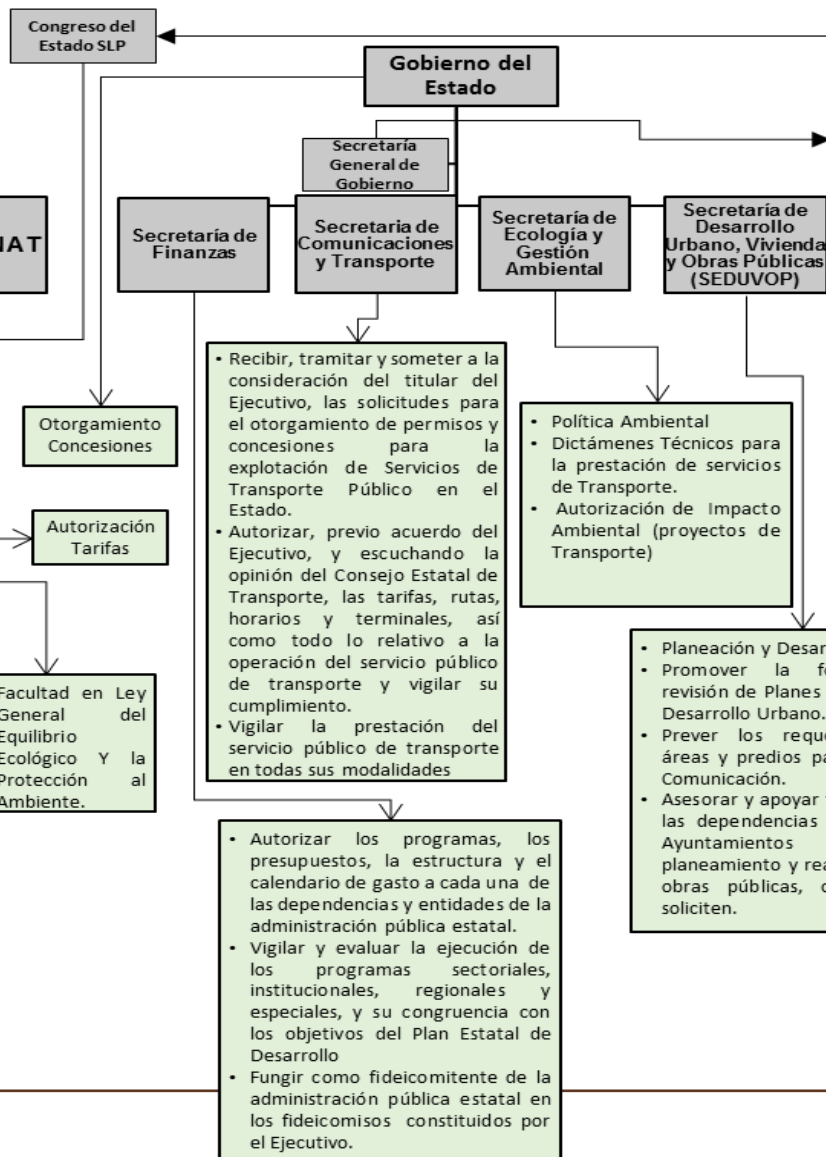 Congreso del
Estado SLP
Gobierno del
Estado
Secretaría
General de
Gobierno
Secretaría de
Finanzas
Secretaria de
Comunicaciones
y Transporte
Secretaría de
Ecología y
Gestión
Ambiental
Secretaría de
Desarrollo
Urbano, Vivienda
y Obras Públicas
(SEDUVOP)
NAT
Otorgamiento
Concesiones
Autorización
Tarifas
Facultad en Ley
General del
Equilibrio
Ecológico Y la
Protección al
Ambiente.
• Recibir, tramitar y someter a la
consideración del titular del
Ejecutivo, las solicitudes para
el otorgamiento de permisos y
concesiones para la
explotación de Servicios de
Transporte Público en el
Estado.
• Autorizar, previo acuerdo del
Ejecutivo, y escuchando la
opinión del Consejo Estatal de
Transporte, las tarifas, rutas,
horarios y terminales, así
como todo lo relativo a la
operación del servicio público
de transporte y vigilar su
cumplimiento.
• Vigilar la prestación del
servicio público de transporte
en todas sus modalidades
• Política Ambiental
• Dictámenes Técnicos para
la prestación de servicios
de Transporte.
• Autorización de Impacto
Ambiental (proyectos de
Transporte)
• Planeación y Desar
• Promover la
revisión de Planes
Desarrollo Urbano.
• Prever los
áreas y predios
Comunicación.
• Asesorar y apoyar
las dependencias
Ayuntamientos
planeamiento y
obras públicas,
soliciten.
• Autorizar los programas, los
presupuestos, la estructura y el
calendario de gasto a cada una de
las dependencias y entidades de la
administración pública estatal.
• Vigilar y evaluar la ejecución de
los programas sectoriales,
institucionales, regionales y
especiales, y su congruencia con
los objetivos del Plan Estatal de
Desarrollo
• Fungir como fideicomitente de la
administración pública estatal en
los fideicomisos constituidos por
el Ejecutivo.